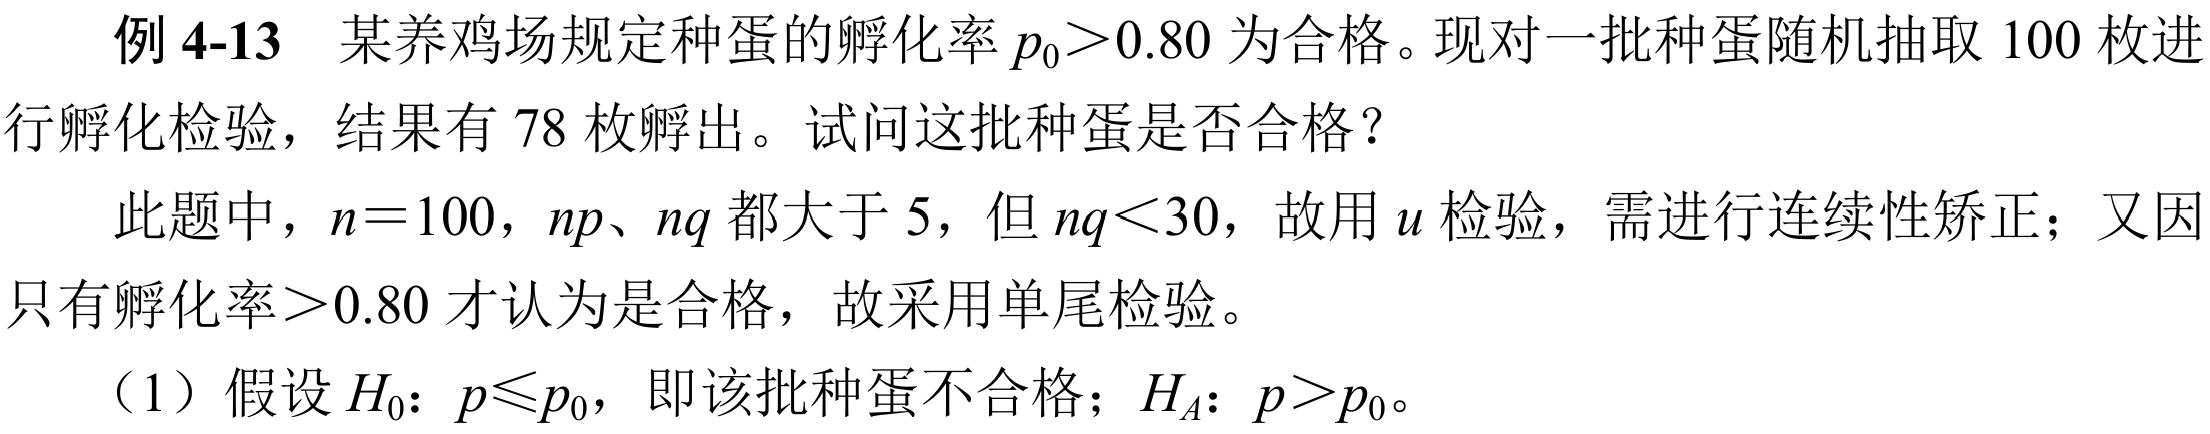 例 4-13 某养鸡场规定种蛋的孵化率 p₀＞0.80 为合格。现对一批种蛋随机抽取 100 枚进
行孵化检验，结果有 78 枚孵出。试问这批种蛋是否合格？
此题中，n＝100，np、nq 都大于 5，但 nq＜30，故用 u 检验，需进行连续性矫正；又因
只有孵化率＞0.80 才认为是合格，故采用单尾检验。
（1）假设 H₀：p≤p₀，即该批种蛋不合格；H_A：p＞p₀。